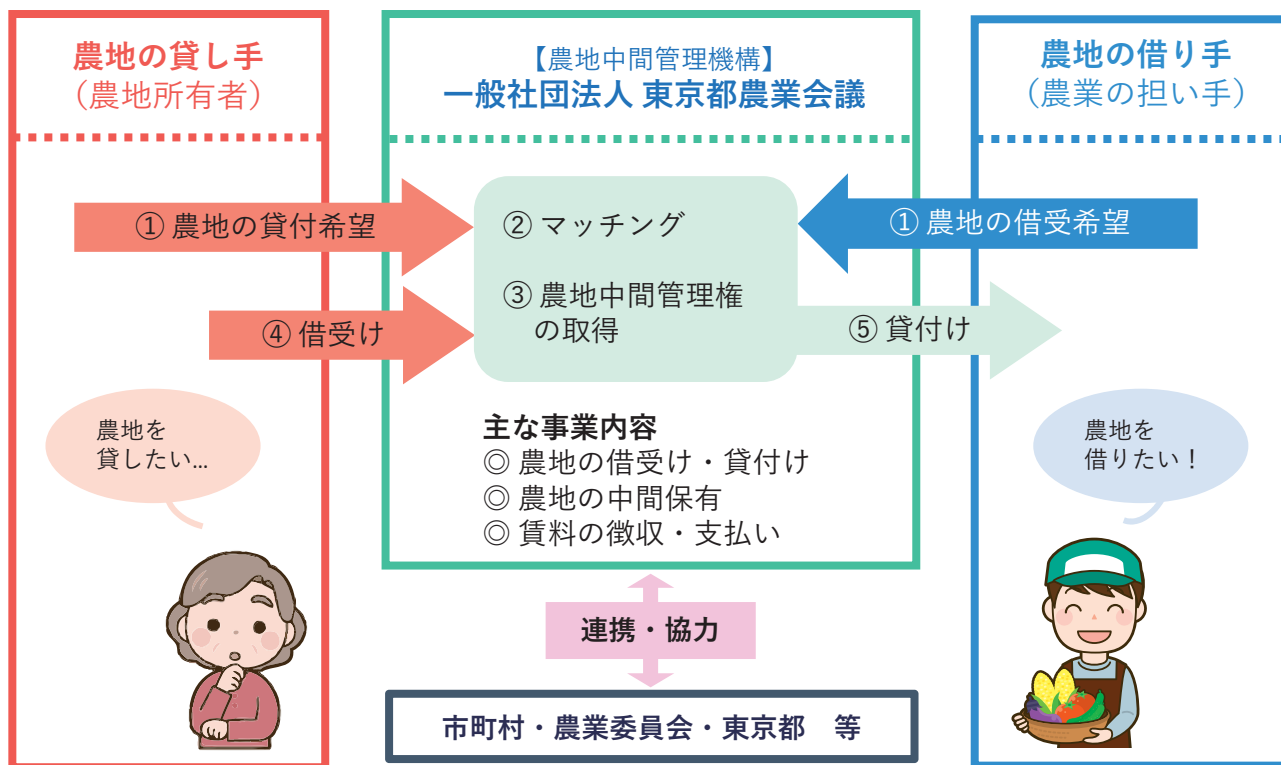 農地の貸し手
（農地所有者）
【農地中間管理機構】
一般社団法人 東京都農業会議
農地の借り手
（農業の担い手）
① 農地の貸付希望
② マッチング
① 農地の借受希望
③ 農地中間管理権
の取得
④ 借受け
⑤ 貸付け
農地を
貸したい...
主な事業内容
◎ 農地の借受け・貸付け
◎ 農地の中間保有
◎ 賃料の徴収・支払い
農地を
借りたい！
連携・協力
市町村・農業委員会・東京都　等